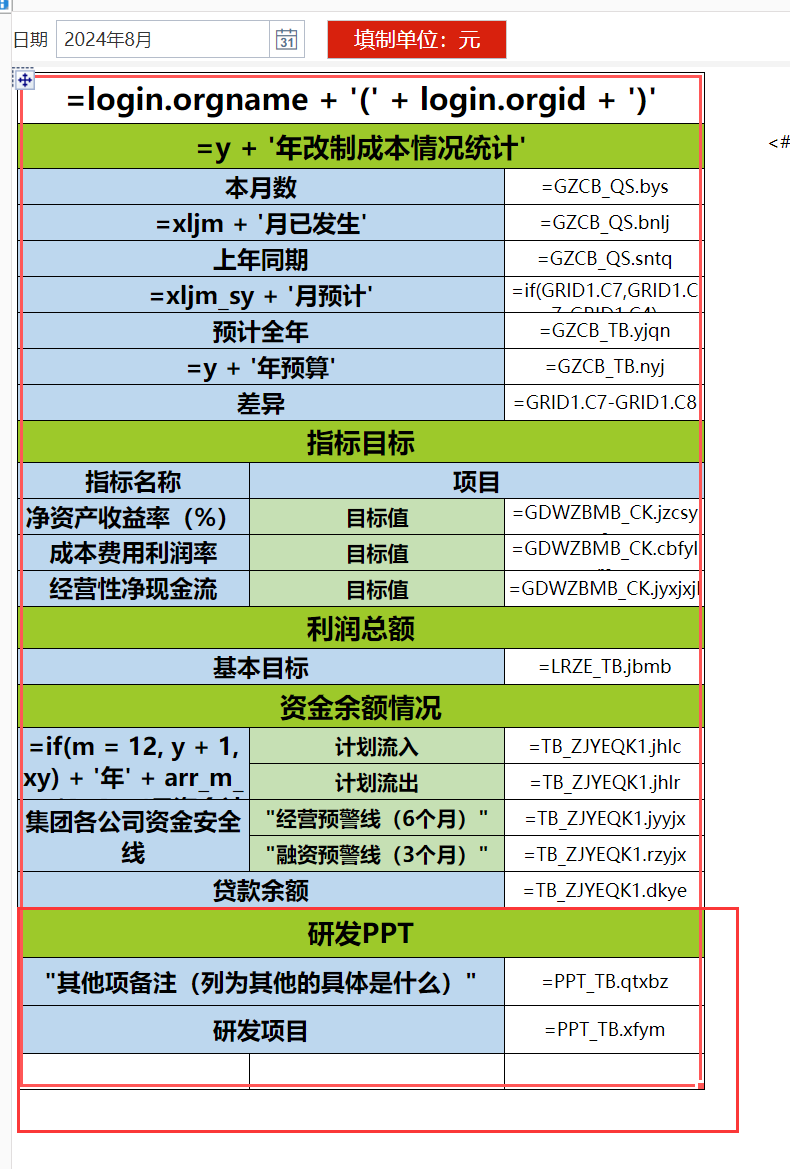 日期 2024年8月 31 填制单位：元
=login.orgname + '(' + login.orgid + ')'
=y + '年改制成本情况统计'
<#
本月数 =GZCB_QS.bys
=xljm + '月已发生' =GZCB_QS.bnlj
上年同期 =GZCB_QS.sntq
=xljm_sy + '月预计' =if(GRID1.C7,GRID1.C
7-GRID1.C4)
预计全年 =GZCB_TB.yjqn
=y + '年预算' =GZCB_TB.nyj
差异 =GRID1.C7-GRID1.C8
指标目标
指标名称 项目
净资产收益率（%） 目标值 =GDWZBMB_CK.jzcsy
成本费用利润率 目标值 =GDWZBMB_CK.cbfyl
经营性净现金流 目标值 =GDWZBMB_CK.jyxjxjl
利润总额
基本目标 =LRZE_TB.jbmb
资金余额情况
=if(m = 12, y + 1,
xy) + '年' + arr_m_
计划流入 =TB_ZJYEQK1.jhlc
计划流出 =TB_ZJYEQK1.jhlr
集团各公司资金安全
线
"经营预警线（6个月）" =TB_ZJYEQK1.jyyjx
"融资预警线（3个月）" =TB_ZJYEQK1.rzyjx
贷款余额 =TB_ZJYEQK1.dkye
研发PPT
"其他项备注（列为其他的具体是什么）" =PPT_TB.qtxbz
研发项目 =PPT_TB.xfym